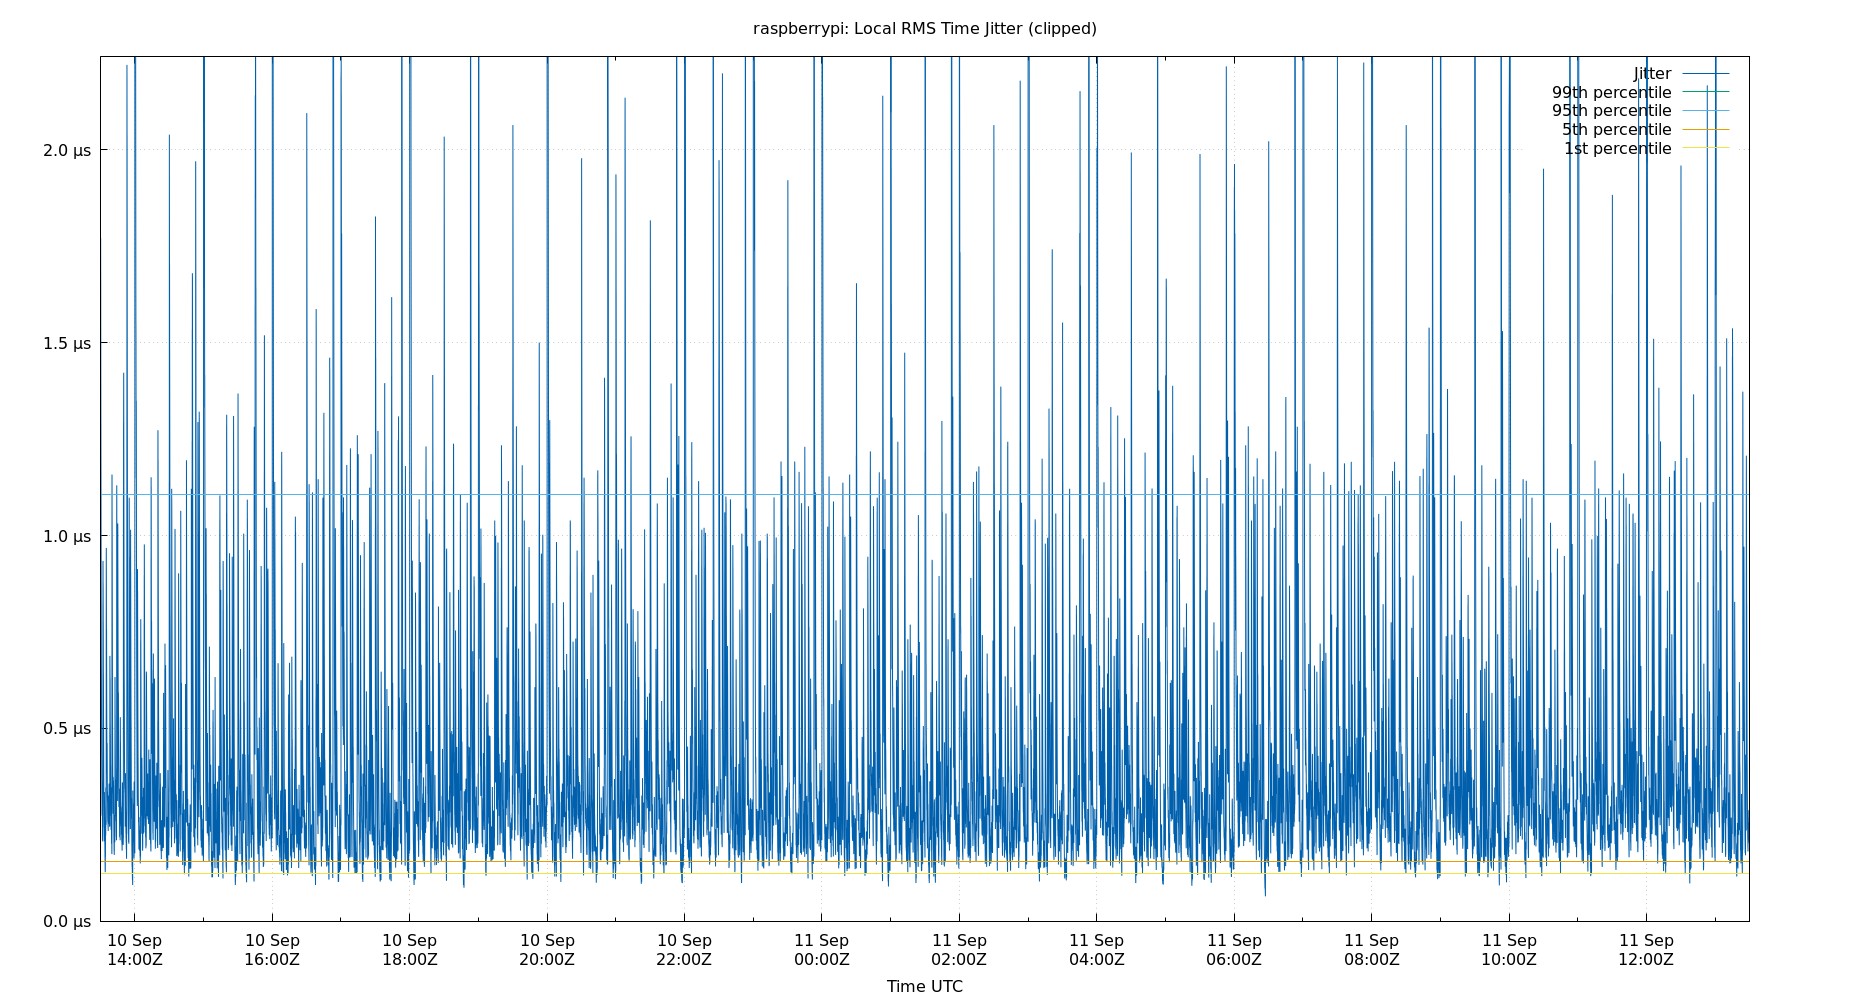 raspberrypi: Local RMS Time Jitter (clipped)
Jitter
99th percentile
95th percentile
5th percentile
1st percentile
2.0 µs
1.5 µs
1.0 µs
0.5 µs
0.0 µs
10 Sep 10 Sep 10 Sep 10 Sep 10 Sep 11 Sep 11 Sep 11 Sep 11 Sep 11 Sep 11 Sep 11 Sep
14:00Z 16:00Z 18:00Z 20:00Z 22:00Z 00:00Z 02:00Z 04:00Z 06:00Z 08:00Z 10:00Z 12:00Z
Time UTC